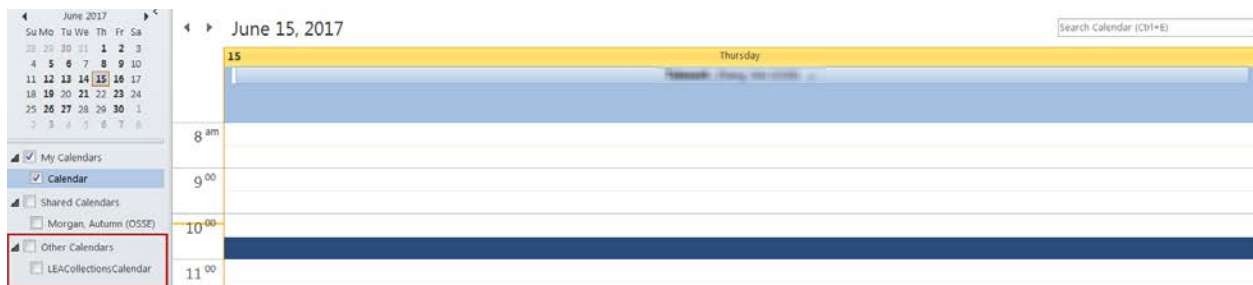 June 2017
Su Mo Tu We Th Fr Sa
28 29 30 31 1 2 3
4 5 6 7 8 9 10
11 12 13 14 15 16 17
18 19 20 21 22 23 24
25 26 27 28 29 30 1
2 3 4 5 6 7 8
My Calendars
Calendar
Shared Calendars
Morgan, Autumn (OSSE)
Other Calendars
LEACollectionsCalendar
June 15, 2017
Search Calendar (Ctrl+E)
15 Thursday
8 am
9 00
10 00
11 00